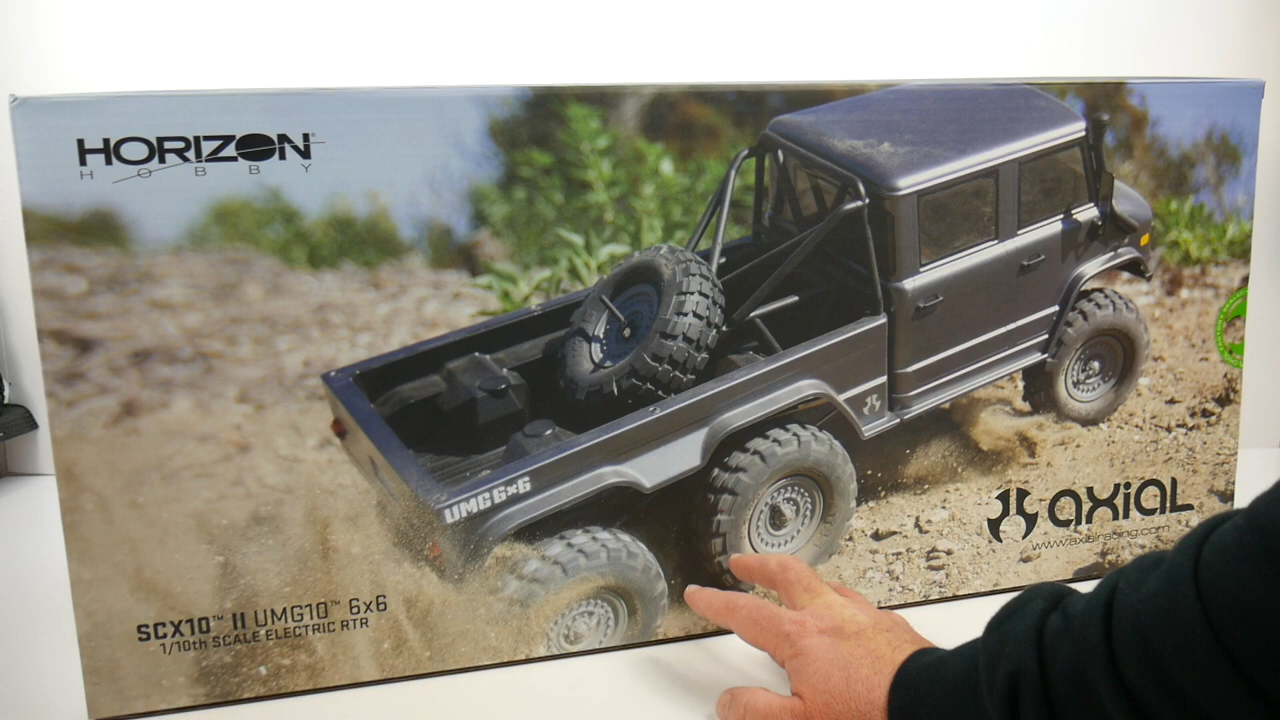 HORIZON
HOBBY
UMG 6x6
axial
www.axialracing.com
SCX10™ II UMG10™ 6x6
1/10th SCALE ELECTRIC RTR